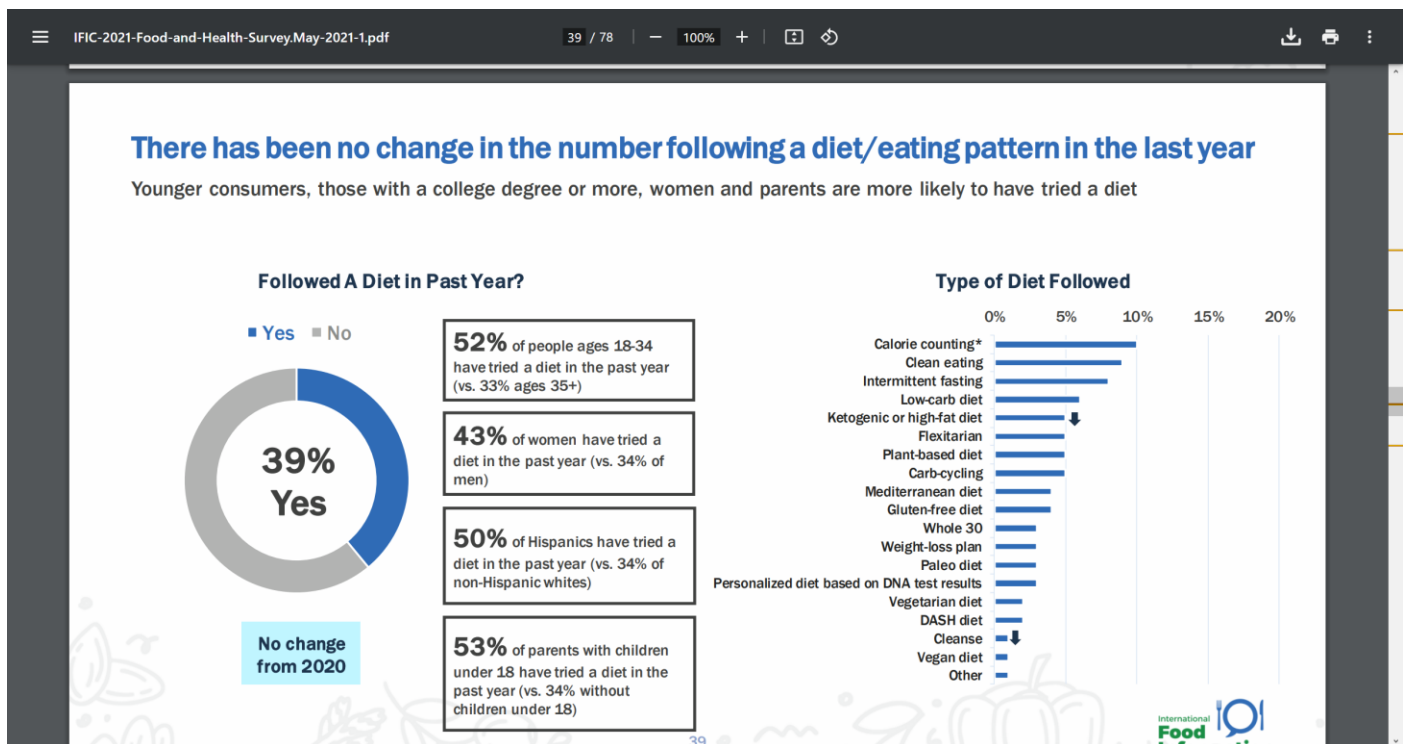 IFIC-2021-Food-and-Health-Survey.May-2021-1.pdf
39 / 78
100%
There has been no change in the number following a diet/eating pattern in the last year
Younger consumers, those with a college degree or more, women and parents are more likely to have tried a diet
Followed A Diet in Past Year?
Yes No
39%
Yes
No change
from 2020
52% of people ages 18-34
have tried a diet in the past year
(vs. 33% ages 35+)
43% of women have tried a
diet in the past year (vs. 34% of
men)
50% of Hispanics have tried a
diet in the past year (vs. 34% of
non-Hispanic whites)
53% of parents with children
under 18 have tried a diet in the
past year (vs. 34% without
children under 18)
Type of Diet Followed
0% 5% 10% 15% 20%
Calorie counting*
Clean eating
Intermittent fasting
Low-carb diet
Ketogenic or high-fat diet
Flexitarian
Plant-based diet
Carb-cycling
Mediterranean diet
Gluten-free diet
Whole 30
Weight-loss plan
Paleo diet
Personalized diet based on DNA test results
Vegetarian diet
DASH diet
Cleanse
Vegan diet
Other
39
International
Food